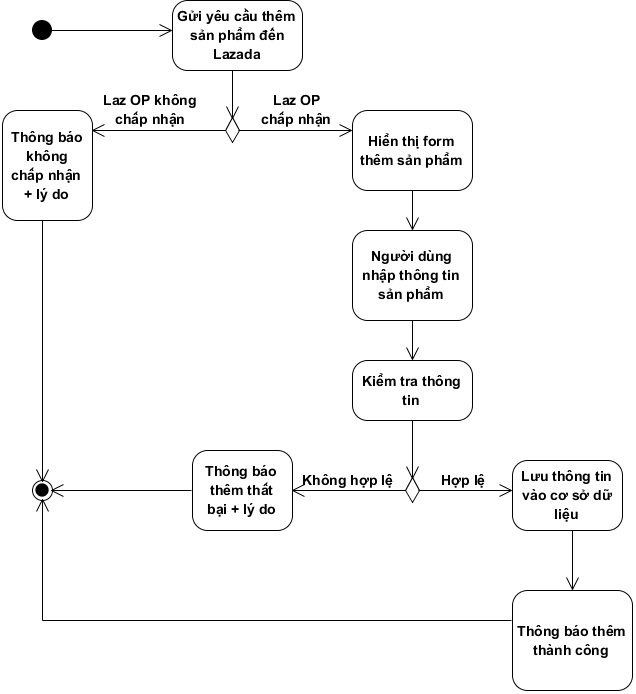 Gửi yêu cầu thêm
sản phẩm đến
Lazada
Laz OP không
chấp nhận
Laz OP
chấp nhận
Thông báo
không
chấp nhận
+ lý do
Hiển thị form
thêm sản phẩm
Người dùng
nhập thông tin
sản phẩm
Kiểm tra thông
tin
Thông báo
thêm thất
bại + lý do
Không hợp lệ
Hợp lệ
Lưu thông tin
vào cơ sở dữ
liệu
Thông báo thêm
thành công